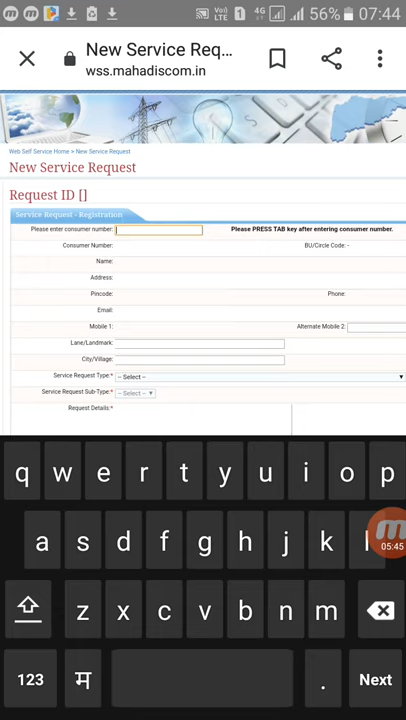 VoLTE 1 4G 56% 07:44
New Service Req...
wss.mahadiscom.in
Web Self Service Home > New Service Request
New Service Request
Request ID []
Service Request - Registration
Please enter consumer number: Please PRESS TAB key after entering consumer number.
Consumer Number: BU/Circle Code: -
Name:
Address:
Pincode: Phone:
Email:
Mobile 1: Alternate Mobile 2:
Lane/Landmark:
City/Village:
Service Request Type:* -- Select --
Service Request Sub-Type:* -- Select --
Request Details:*
q w e r t y u i o p
a s d f g h j k l
05:45
z x c v b n m
123 म . Next